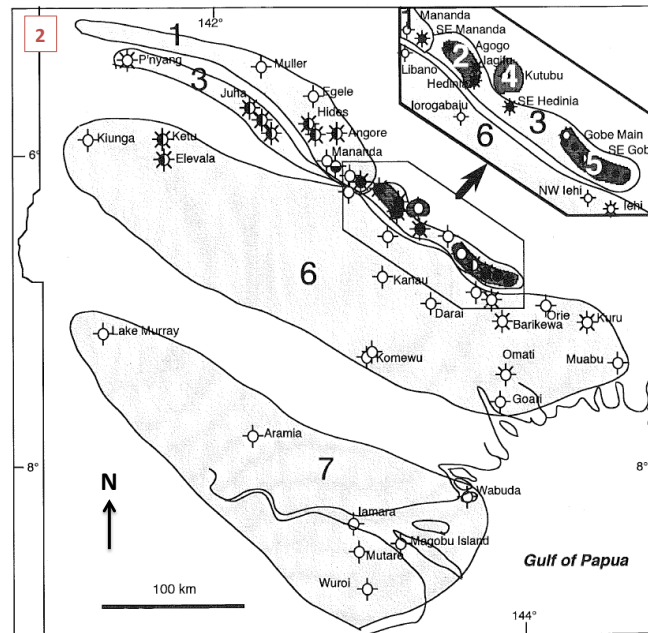 2
142
1
Mananda
SE Mananda
Agogo
2
Iagifu
4
Kutubu
Libano
Hedinia
SE Hedinia
Iorogabaju
3
6
Gobe Main
SE Gob
5
NW Iehi
Iehi
1
P'nyang
Muller
3
Juha
Egele
Hides
Angore
Kiunga
Ketu
6°
Elevala
Mananda
6
Kanau
Darai
Orie
Kuru
Barikewa
Lake Murray
Komewu
Omati
Muabu
Goari
Aramia
8°
7
8°
Wabuda
N
Iamara
Magobu Island
Mutare
Gulf of Papua
Wuroi
100 km
144°